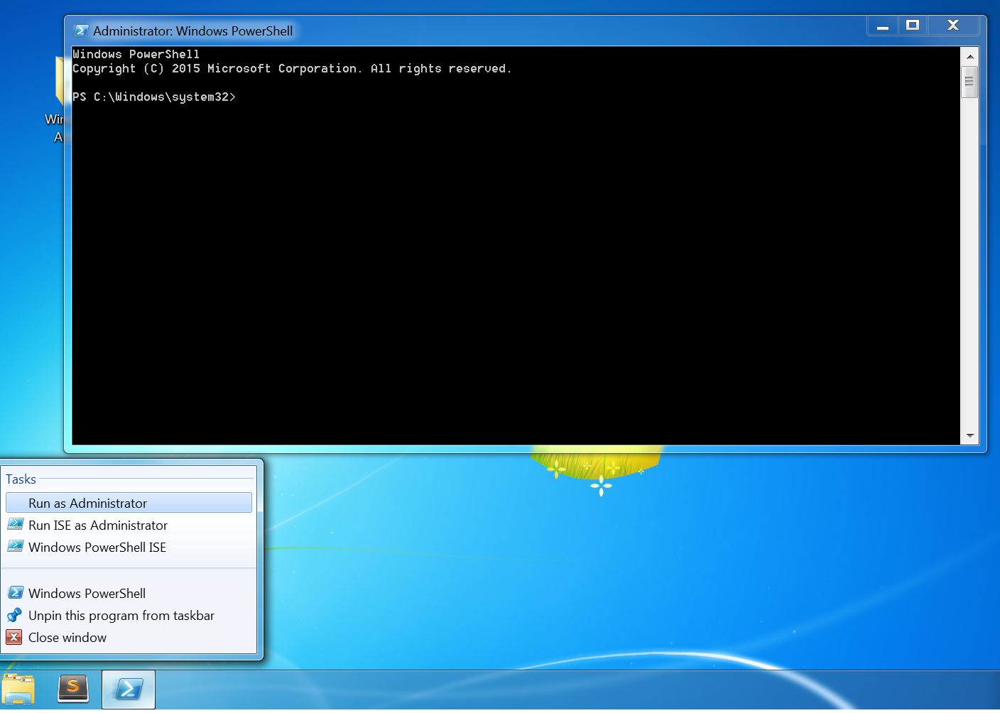 Administrator: Windows PowerShell
Windows PowerShell
Copyright (C) 2015 Microsoft Corporation. All rights reserved.
PS C:\Windows\system32>
Win
A
Tasks
Run as Administrator
Run ISE as Administrator
Windows PowerShell ISE
Windows PowerShell
Unpin this program from taskbar
Close window
S